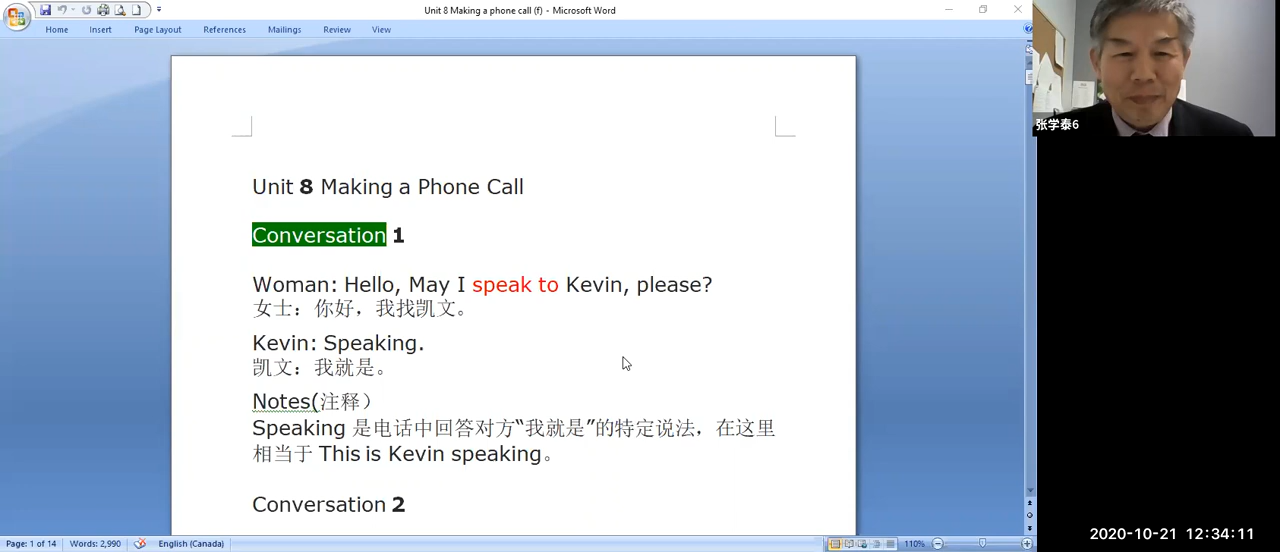 Unit 8 Making a phone call (f) - Microsoft Word
Home Insert Page Layout References Mailings Review View
张学泰6
Unit 8 Making a Phone Call
Conversation 1
Woman: Hello, May I speak to Kevin, please?
女士：你好，我找凯文。
Kevin: Speaking.
凯文：我就是。
Notes(注释）
Speaking 是电话中回答对方“我就是”的特定说法，在这里
相当于 This is Kevin speaking。
Conversation 2
2020-10-21 12:34:11
Page: 1 of 14 Words: 2,990 English (Canada) 110%